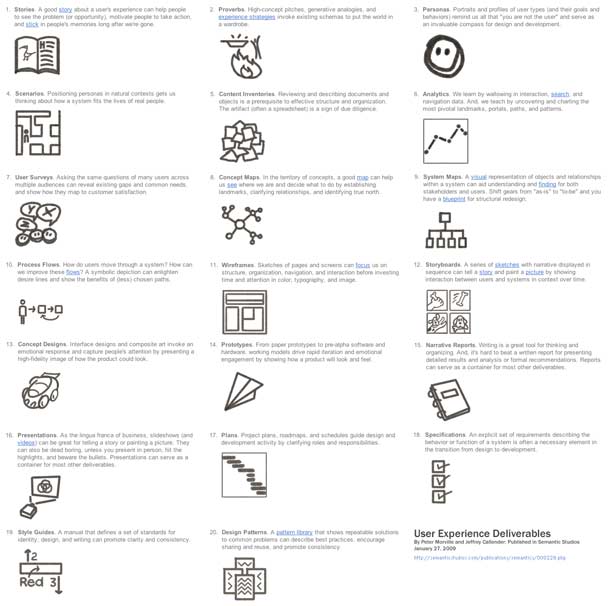 1. Stories. A good story about a user's experience can help people
to see the problem (or opportunity), motivate people to take action,
and stick in people's memories long after we're gone.
2. Proverbs. High-concept pitches, generative analogies, and
experience strategies invoke existing schemas to put the world in
a wardrobe.
3. Personas. Portraits and profiles of user types (and their goals and
behaviors) remind us all that "you are not the user" and serve as
an invaluable compass for design and development.
4. Scenarios. Positioning personas in natural contexts gets us
thinking about how a system fits the lives of real people.
5. Content Inventories. Reviewing and describing documents and
objects is a prerequisite to effective structure and organization.
The artifact (often a spreadsheet) is a sign of due diligence.
6. Analytics. We learn by wallowing in interaction, search, and
navigation data. And, we teach by uncovering and charting the
most pivotal landmarks, portals, paths, and patterns.
7. User Surveys. Asking the same questions of many users across
multiple audiences can reveal existing gaps and common needs,
and show how they map to customer satisfaction.
8. Concept Maps. In the territory of concepts, a good map can help
us see where we are and decide what to do by establishing
landmarks, clarifying relationships, and identifying true north.
9. System Maps. A visual representation of objects and relationships
within a system can aid understanding and finding for both
stakeholders and users. Shift gears from "as-is" to "to-be" and you
have a blueprint for structural redesign.
10. Process Flows. How do users move through a system? How can
we improve these flows? A symbolic depiction can enlighten
desire lines and show the benefits of (less) chosen paths.
11. Wireframes. Sketches of pages and screens can focus us on
structure, organization, navigation, and interaction before investing
time and attention in color, typography, and image.
12. Storyboards. A series of sketches with narrative displayed in
sequence can tell a story and paint a picture by showing
interaction between users and systems in context over time.
13. Concept Designs. Interface designs and composite art invoke an
emotional response and capture people's attention by presenting a
high-fidelity image of how the product could look.
14. Prototypes. From paper prototypes to pre-alpha software and
hardware, working models drive rapid iteration and emotional
engagement by showing how a product will look and feel.
15. Narrative Reports. Writing is a great tool for thinking and
organizing. And, it's hard to beat a written report for presenting
detailed results and analysis or formal recommendations. Reports
can serve as a container for most other deliverables.
16. Presentations. As the lingua franca of business, slideshows (and
videos) can be great for telling a story or painting a picture. They
can also be dead boring, unless you present in person, hit the
highlights, and beware the bullets. Presentations can serve as a
container for most deliverables.
17. Plans. Project plans, roadmaps, and schedules guide design and
development activity by clarifying roles and responsibilities.
18. Specifications. An explicit set of requirements describing the
behavior or function of a system is often a necessary element in
the transition from design to development.
19. Style Guides. A manual that defines a set of standards for
identity, design, and writing can promote clarity and consistency.
2
Red 3
20. Design Patterns. A pattern library that shows repeatable solutions
to common problems can describe best practices, encourage
sharing and reuse, and promote consistency.
User Experience Deliverables
By Peter Morville and Jeffery Callender. Published in Semantic Studios
January 27, 2009
http://semanticstudios.com/publications/semantics/000228.php